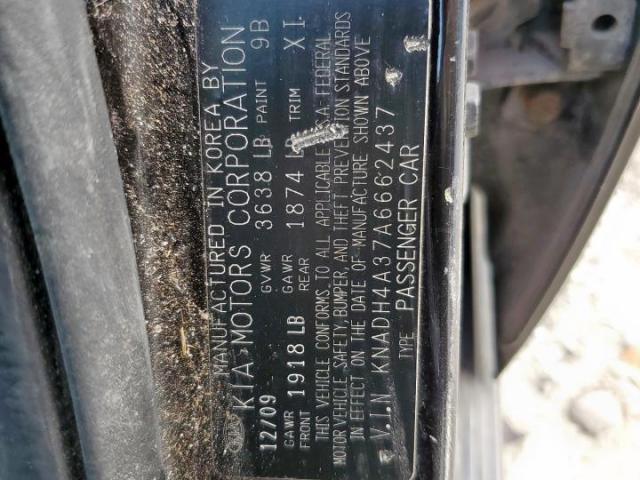 MANUFACTURED IN KOREA BY
KIA MOTORS CORPORATION
12/09 GVWR 3638 LB PAINT 9B
GAWR FRONT 1918 LB GAWR REAR 1874 LB TRIM XI
THIS VEHICLE CONFORMS TO ALL APPLICABLE U.S.A. FEDERAL
MOTOR VEHICLE SAFETY, BUMPER, AND THEFT PREVENTION STANDARDS
IN EFFECT ON THE DATE OF MANUFACTURE SHOWN ABOVE
V.I.N KNADH4A37A6662437
TYPE PASSENGER CAR